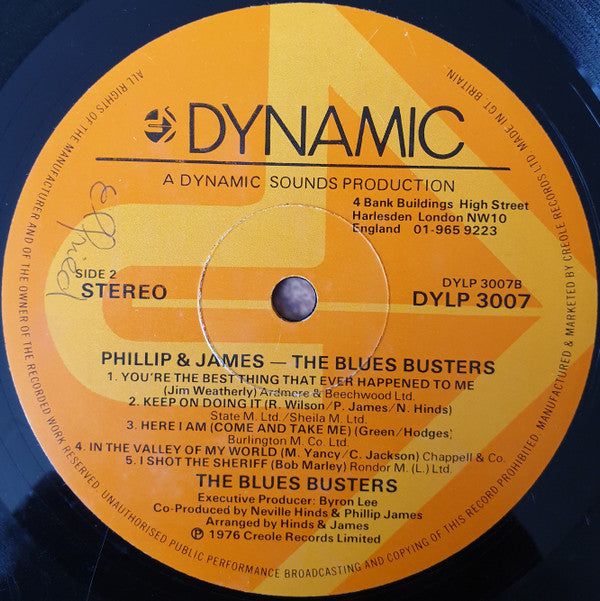 DYNAMIC
A DYNAMIC SOUNDS PRODUCTION
4 Bank Buildings High Street
Harlesden London NW10
England 01-965 9223
SIDE 2
STEREO
DYLP 3007B
DYLP 3007
PHILLIP & JAMES — THE BLUES BUSTERS
1. YOU'RE THE BEST THING THAT EVER HAPPENED TO ME
(Jim Weatherly) Ardmore & Beechwood Ltd.
2. KEEP ON DOING IT (R. Wilson/P. James/N. Hinds)
State M. Ltd./Sheila M. Ltd.
3. HERE I AM (COME AND TAKE ME) (Green/Hodges)
Burlington M. Co. Ltd.
4. IN THE VALLEY OF MY WORLD (M. Yancy/C. Jackson) Chappell & Co.
5. I SHOT THE SHERIFF (Bob Marley) Rondor M. (L.) Ltd.
THE BLUES BUSTERS
Executive Producer: Byron Lee
Co-Produced by Neville Hinds & Phillip James
Arranged by Hinds & James
℗ 1976 Creole Records Limited
ALL RIGHTS OF THE MANUFACTURER AND OF THE OWNER OF THE RECORDED WORK RESERVED. UNAUTHORISED PUBLIC PERFORMANCE BROADCASTING AND COPYING OF THIS RECORD PROHIBITED. MANUFACTURED & MARKETED BY CREOLE RECORDS LTD MADE IN GT BRITAIN